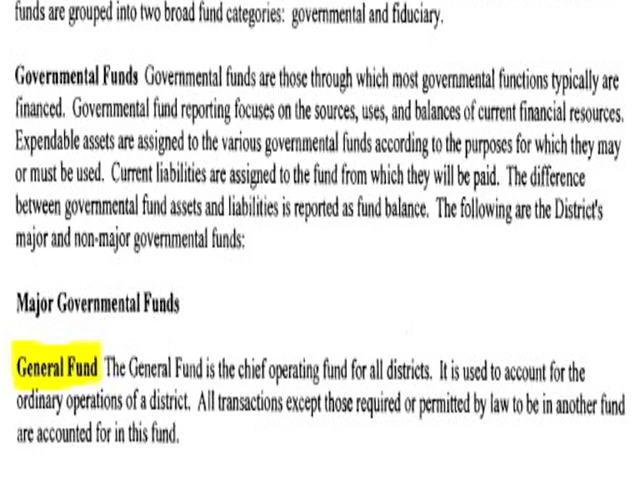 funds are grouped into two broad fund categories: governmental and fiduciary.
Governmental Funds Governmental funds are those through which most governmental functions typically are
financed. Governmental fund reporting focuses on the sources, uses, and balances of current financial resources.
Expendable assets are assigned to the various governmental funds according to the purposes for which they may
or must be used. Current liabilities are assigned to the fund from which they will be paid. The difference
between governmental fund assets and liabilities is reported as fund balance. The following are the District's
major and non-major governmental funds:
Major Governmental Funds
General Fund The General Fund is the chief operating fund for all districts. It is used to account for the
ordinary operations of a district. All transactions except those required or permitted by law to be in another fund
are accounted for in this fund.